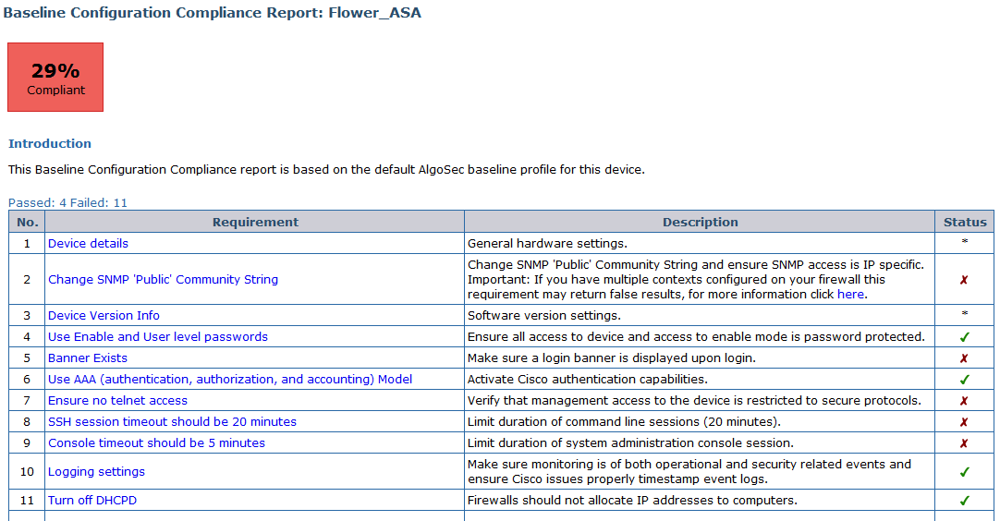 Baseline Configuration Compliance Report: Flower_ASA
29%
Compliant
Introduction
This Baseline Configuration Compliance report is based on the default AlgoSec baseline profile for this device.
Passed: 4 Failed: 11
No. Requirement Description Status
1 Device details General hardware settings. *
2 Change SNMP 'Public' Community String Change SNMP 'Public' Community String and ensure SNMP access is IP specific.
Important: If you have multiple contexts configured on your firewall this
requirement may return false results, for more information click here. ✗
3 Device Version Info Software version settings. *
4 Use Enable and User level passwords Ensure all access to device and access to enable mode is password protected. ✓
5 Banner Exists Make sure a login banner is displayed upon login. ✗
6 Use AAA (authentication, authorization, and accounting) Model Activate Cisco authentication capabilities. ✓
7 Ensure no telnet access Verify that management access to the device is restricted to secure protocols. ✗
8 SSH session timeout should be 20 minutes Limit duration of command line sessions (20 minutes). ✗
9 Console timeout should be 5 minutes Limit duration of system administration console session. ✗
10 Logging settings Make sure monitoring is of both operational and security related events and
ensure Cisco issues properly timestamp event logs. ✓
11 Turn off DHCPD Firewalls should not allocate IP addresses to computers. ✓